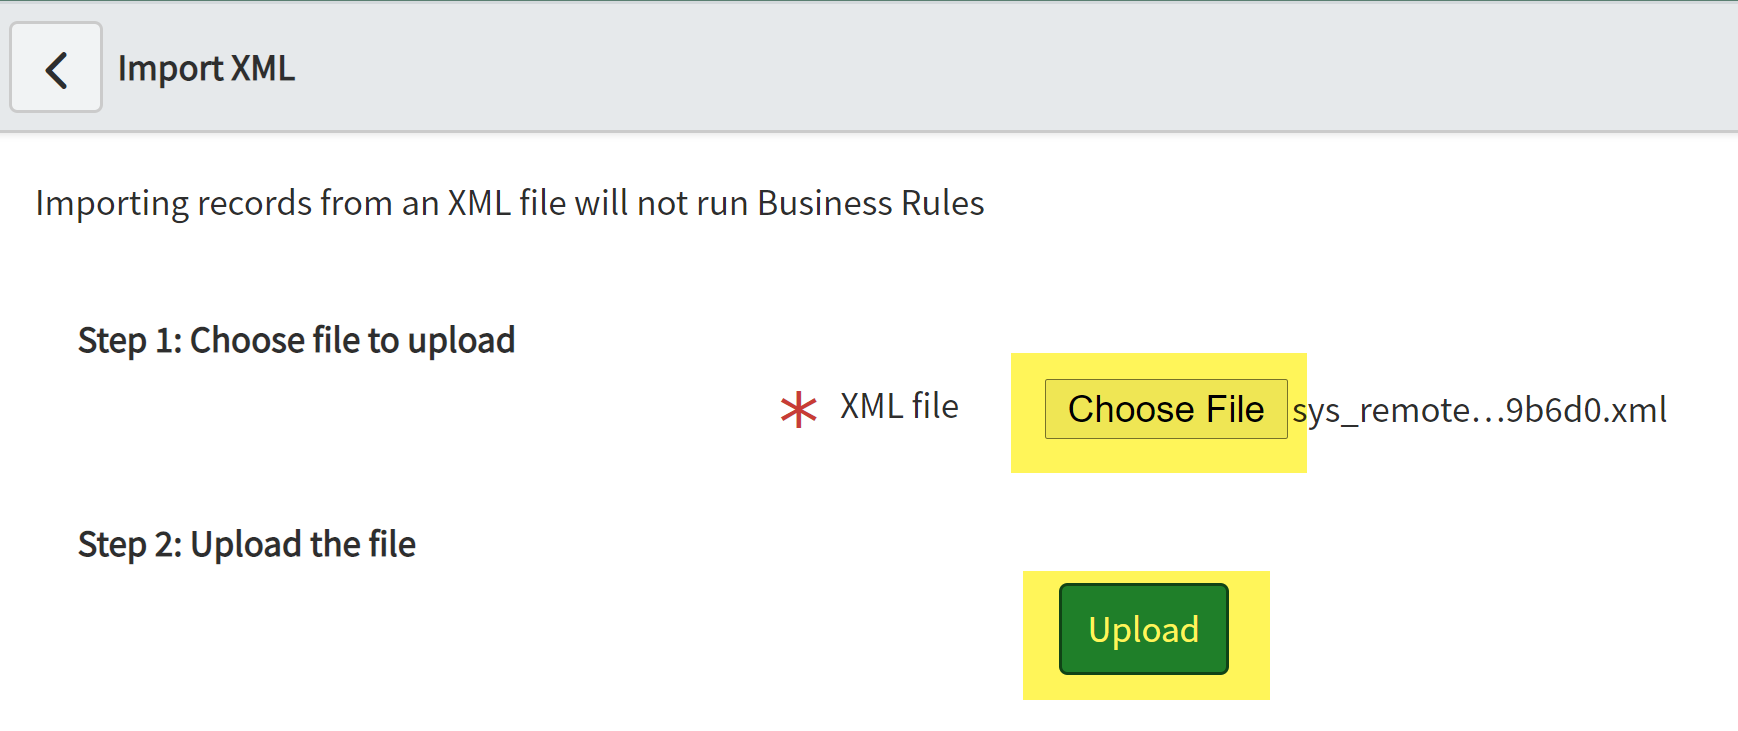 Import XML
Importing records from an XML file will not run Business Rules
Step 1: Choose file to upload
* XML file Choose File sys_remote...9b6d0.xml
Step 2: Upload the file
Upload